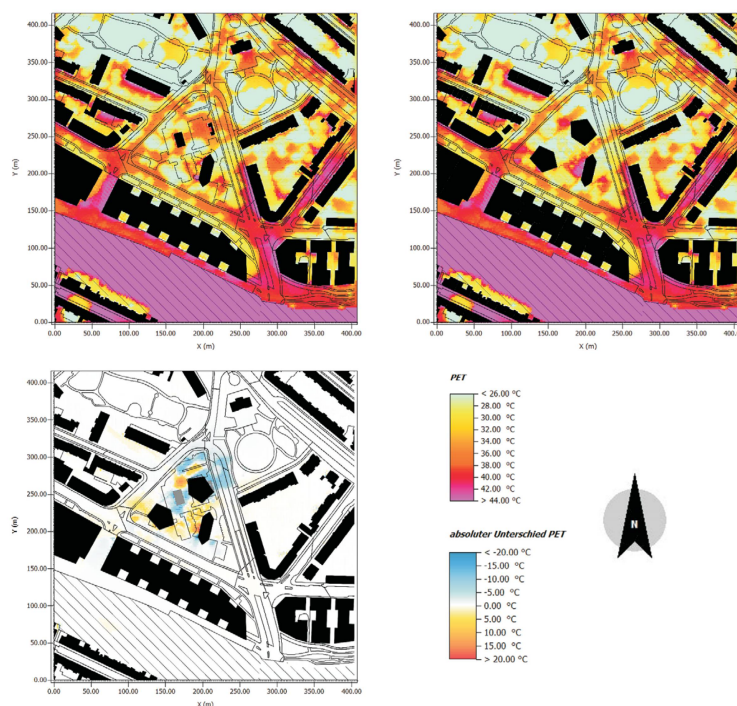 400.00
350.00
300.00
250.00
200.00
150.00
100.00
50.00
0.00
Y (m)
0.00 50.00 100.00 150.00 200.00 250.00 300.00 350.00 400.00
X (m)
400.00
350.00
300.00
250.00
200.00
150.00
100.00
50.00
0.00
Y (m)
0.00 50.00 100.00 150.00 200.00 250.00 300.00 350.00 400.00
X (m)
400.00
350.00
300.00
250.00
200.00
150.00
100.00
50.00
0.00
Y (m)
0.00 50.00 100.00 150.00 200.00 250.00 300.00 350.00 400.00
X (m)
PET
< 26.00 °C
28.00 °C
30.00 °C
32.00 °C
34.00 °C
36.00 °C
38.00 °C
40.00 °C
42.00 °C
> 44.00 °C
absoluter Unterschied PET
< -20.00 °C
-15.00 °C
-10.00 °C
-5.00 °C
0.00 °C
5.00 °C
10.00 °C
15.00 °C
> 20.00 °C
N